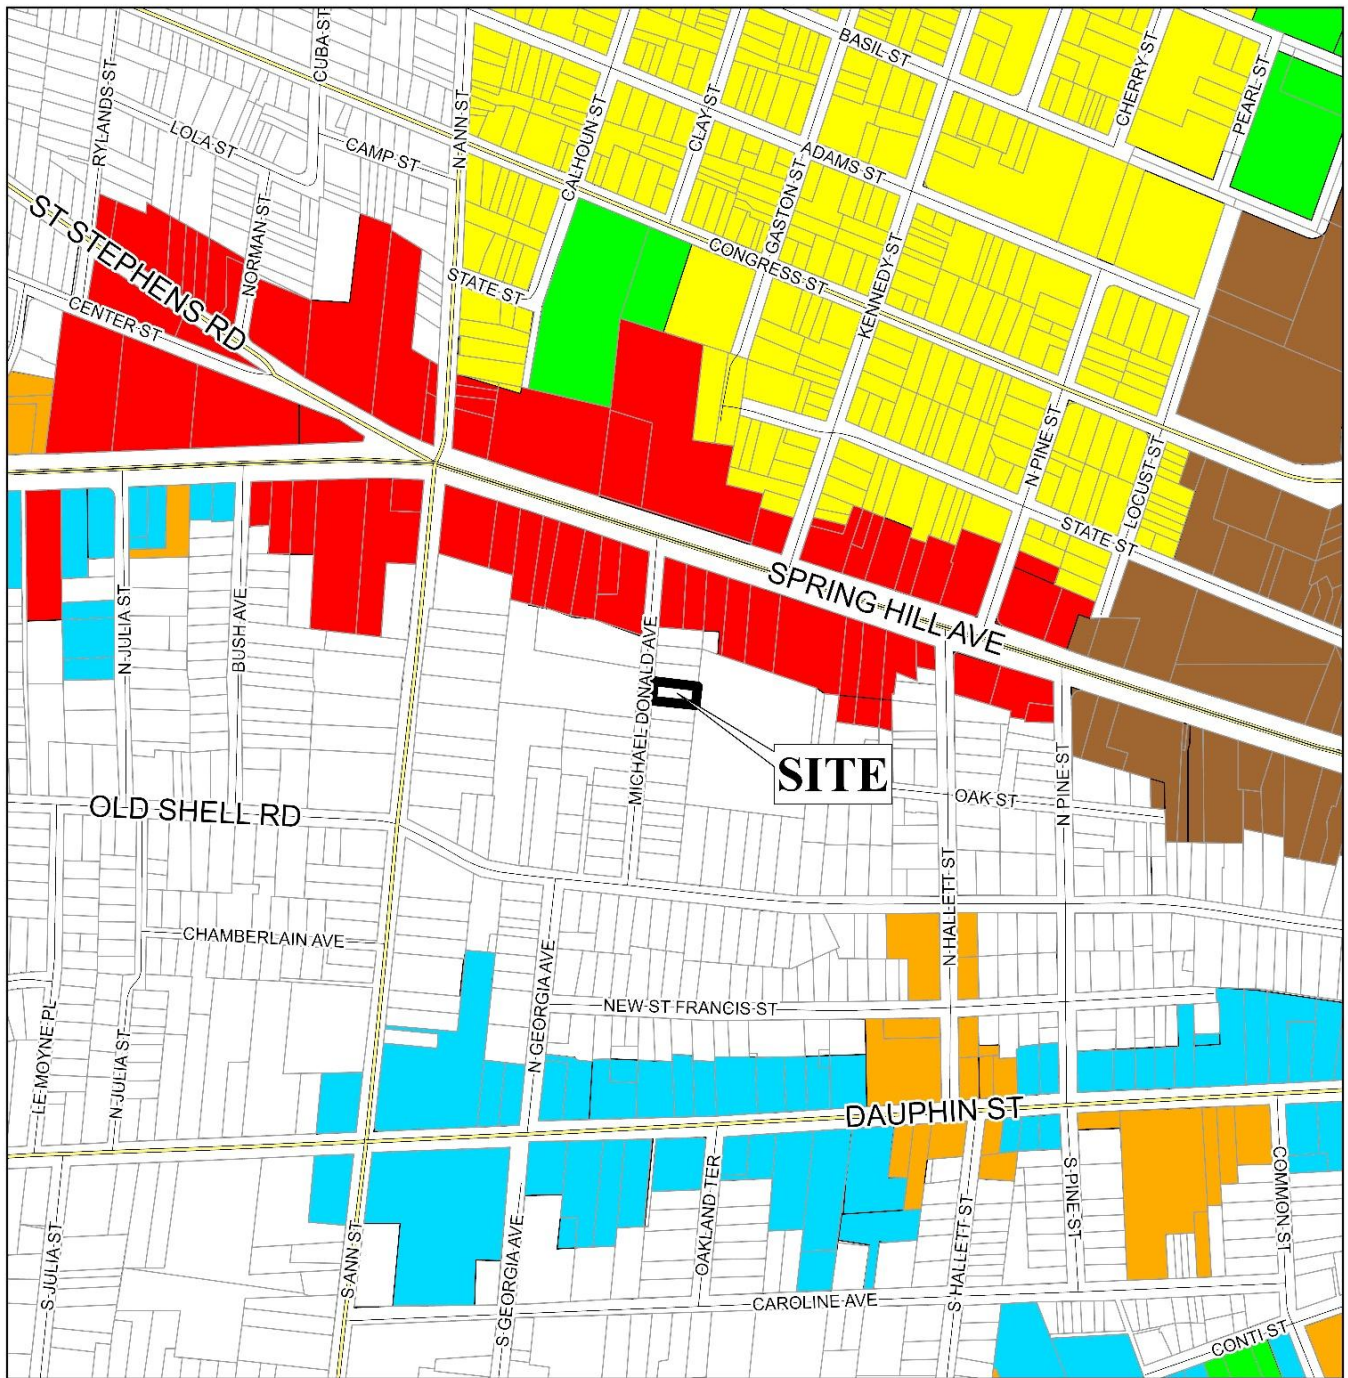 BASIL ST
CUBA ST
CHERRY ST
PEARL ST
RYLANDS ST
LOLA ST
CAMP ST
N ANN ST
CALHOUN ST
CLAY ST
ADAMS ST
GASTON ST
ST STEPHENS RD
NORMAN ST
STATE ST
CONGRESS ST
KENNEDY ST
CENTER ST
N PINE ST
LOCUST ST
STATE ST
SPRING HILL AVE
N JULIA ST
BUSH AVE
MICHAEL DONALD AVE
SITE
OAK ST
N PINE ST
OLD SHELL RD
N HALLETT ST
CHAMBERLAIN AVE
NEW ST FRANCIS ST
N GEORGIA AVE
LE MOYNE PL
N JULIA ST
DAUPHIN ST
S JULIA ST
S ANN ST
S GEORGIA AVE
OAKLAND TER
S HALLETT ST
S PINE ST
COMMON ST
CAROLINE AVE
CONTI ST